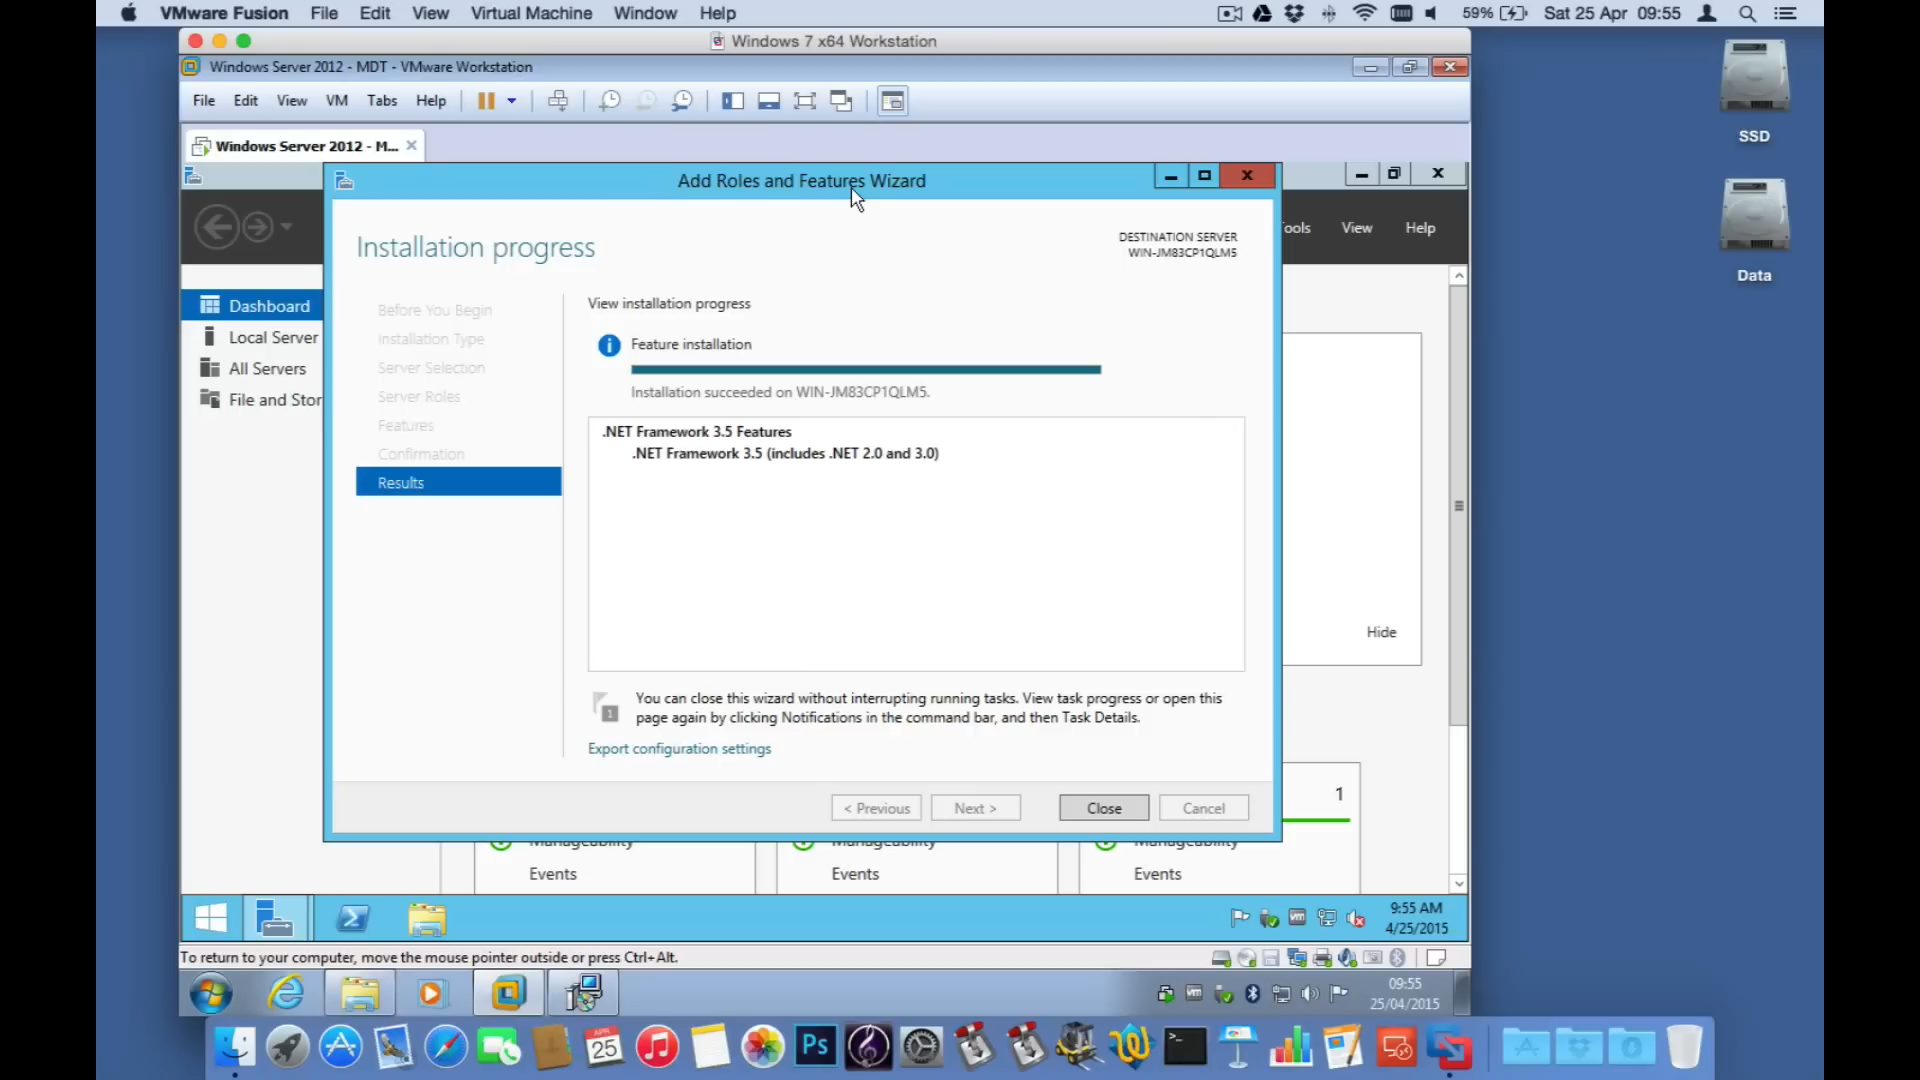 VMware Fusion File Edit View Virtual Machine Window Help 59% Sat 25 Apr 09:55
Windows 7 x64 Workstation
Windows Server 2012 - MDT - VMware Workstation
File Edit View VM Tabs Help
Windows Server 2012 - M...
Add Roles and Features Wizard
ools View Help
Installation progress
DESTINATION SERVER
WIN-JM83CP1QLM5
Dashboard
Local Server
All Servers
File and Stor
Before You Begin
Installation Type
Server Selection
Server Roles
Features
Confirmation
Results
View installation progress
Feature installation
Installation succeeded on WIN-JM83CP1QLM5.
.NET Framework 3.5 Features
.NET Framework 3.5 (includes .NET 2.0 and 3.0)
Hide
1
You can close this wizard without interrupting running tasks. View task progress or open this
page again by clicking Notifications in the command bar, and then Task Details.
Export configuration settings
< Previous Next > Close Cancel
1
Manageability Manageability Manageability
Events Events Events
9:55 AM
4/25/2015
To return to your computer, move the mouse pointer outside or press Ctrl+Alt.
09:55
25/04/2015
SSD
Data
APR
25
Ps